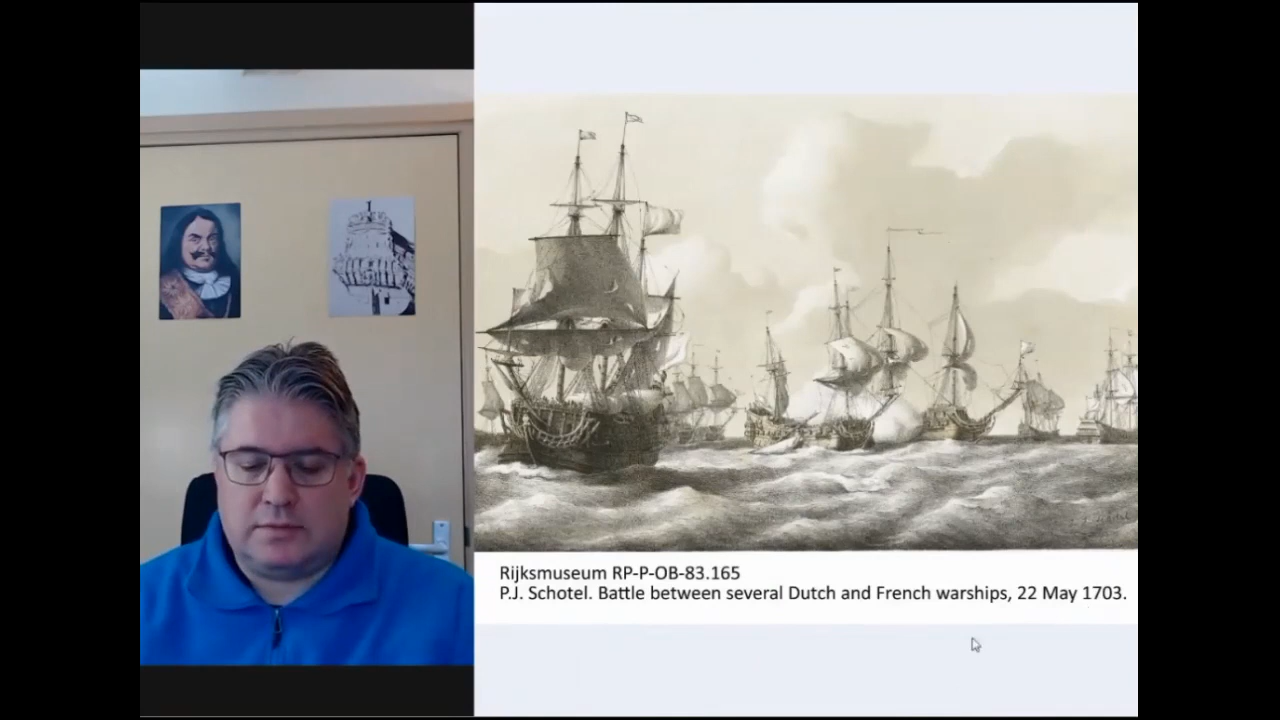 Rijksmuseum RP-P-OB-83.165
P.J. Schotel. Battle between several Dutch and French warships, 22 May 1703.